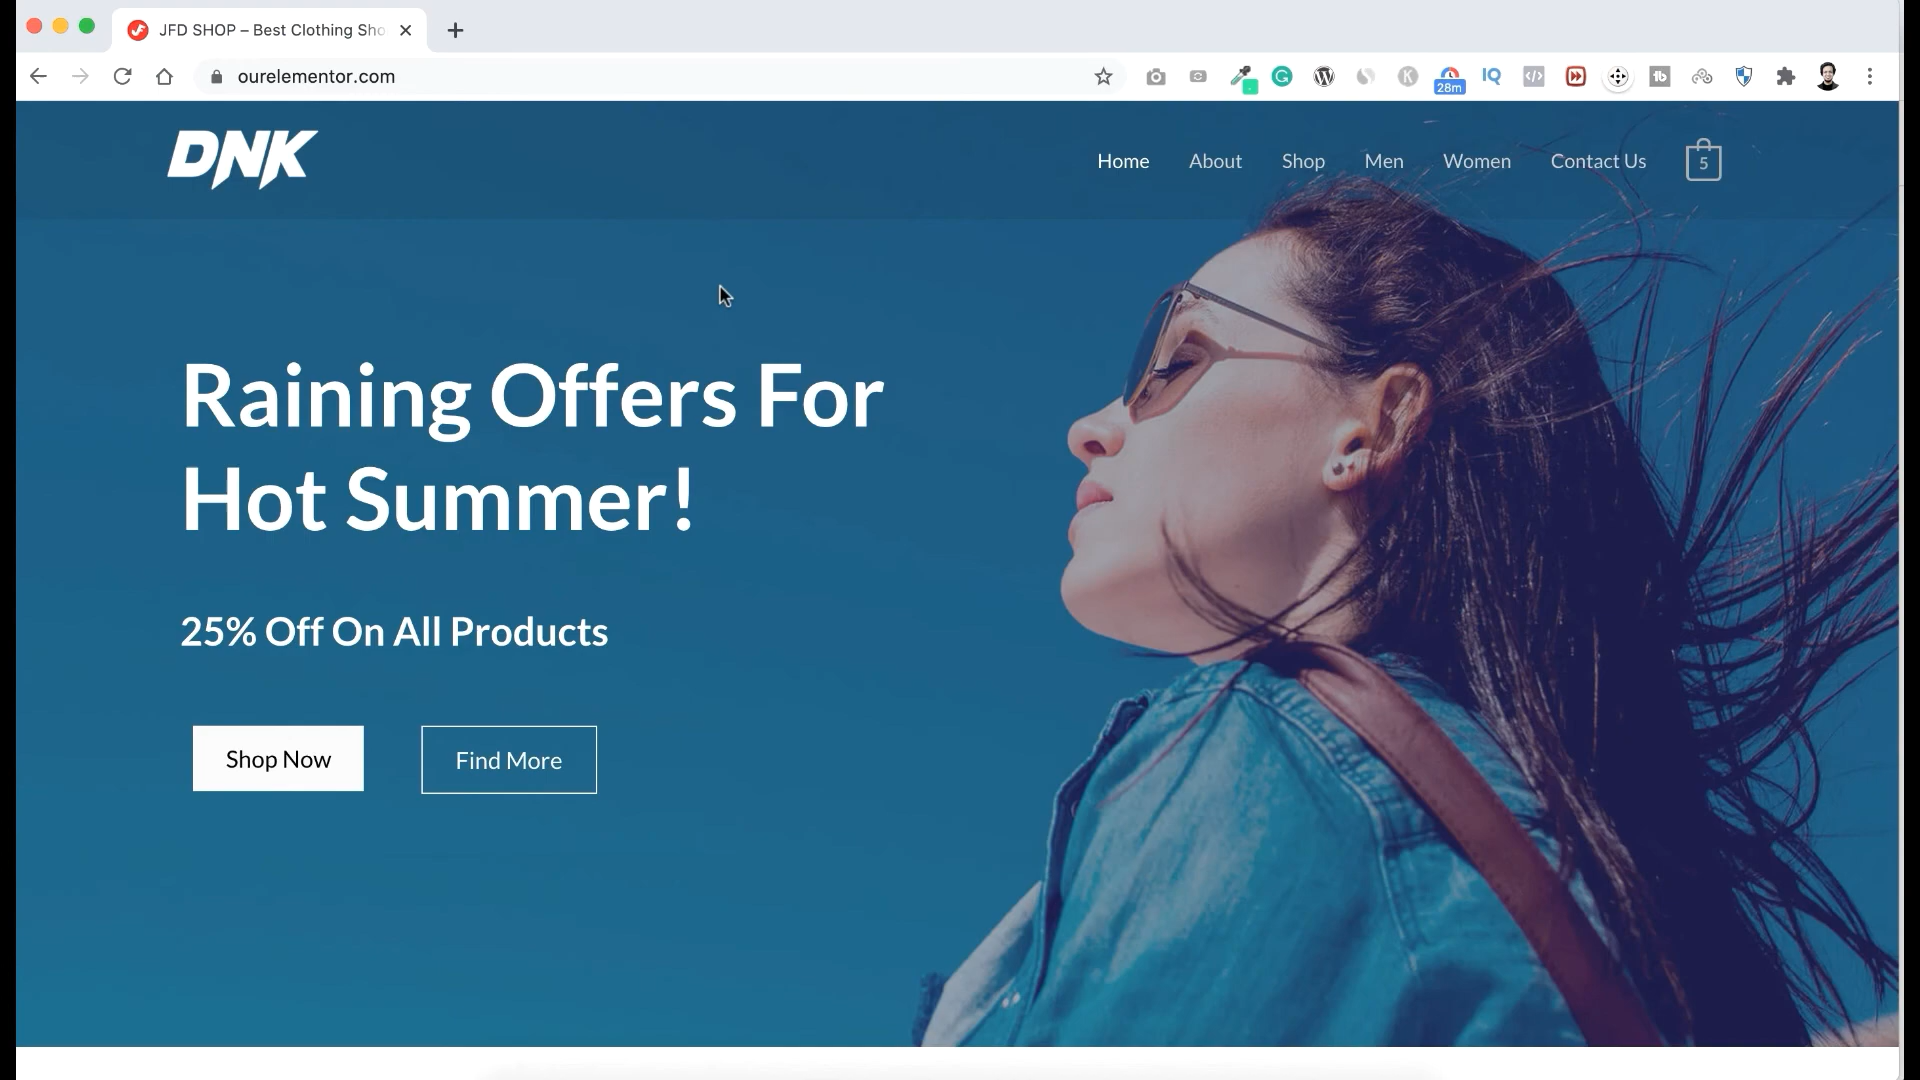 JFD SHOP – Best Clothing Sho
ourelementor.com
28m
IQ
DNK
Home
About
Shop
Men
Women
Contact Us
5
Raining Offers For
Hot Summer!
25% Off On All Products
Shop Now
Find More